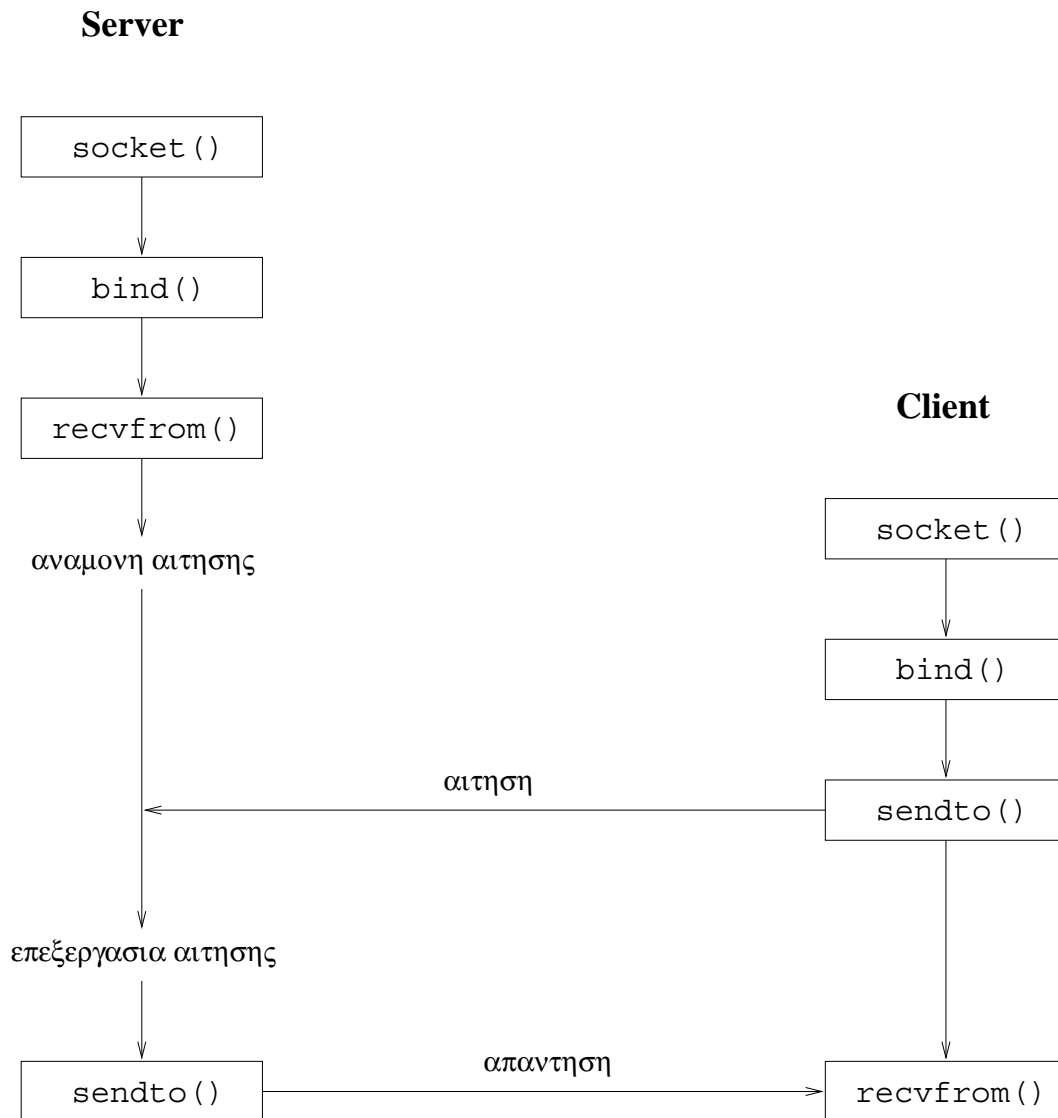 Server
socket()
bind()
recvfrom()
αναμονη αιτησης
Client
socket()
bind()
αιτηση
sendto()
επεξεργασια αιτησης
sendto()
απαντηση
recvfrom()